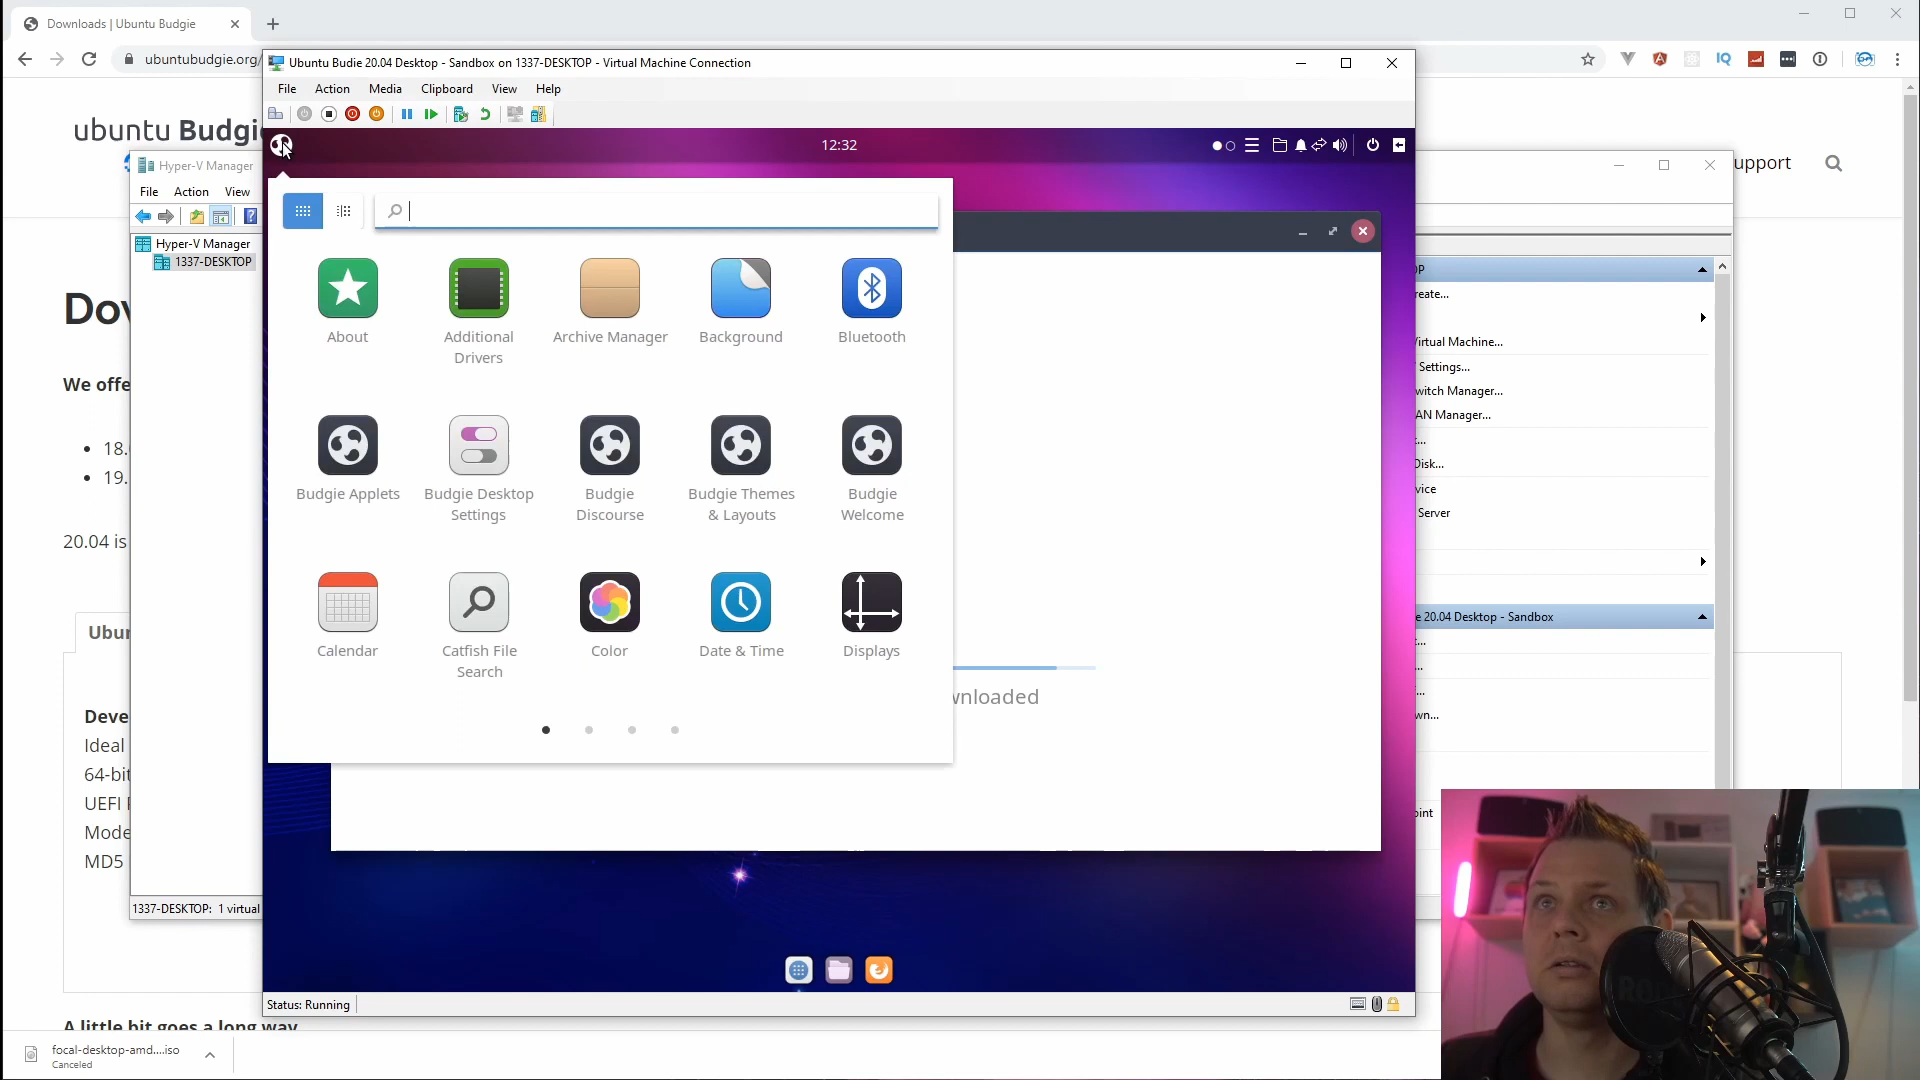 Downloads | Ubuntu Budgie
ubuntubudgie.org/
ubuntu Budgie
Support
Ubuntu Budie 20.04 Desktop - Sandbox on 1337-DESKTOP - Virtual Machine Connection
File Action Media Clipboard View Help
12:32
Hyper-V Manager
File Action View
Hyper-V Manager
1337-DESKTOP
About
Additional
Drivers
Archive Manager
Background
Bluetooth
Budgie Applets
Budgie Desktop
Settings
Budgie
Discourse
Budgie Themes
& Layouts
Budgie
Welcome
Calendar
Catfish File
Search
Color
Date & Time
Displays
wnloaded
We offe
18.
19.
20.04 is
Ubun
Deve
Ideal
64-bit
UEFI
Mode
MD5
reate...
irtual Machine...
Settings...
witch Manager...
AN Manager...
Disk...
vice
Server
e 20.04 Desktop - Sandbox
wn...
oint
1337-DESKTOP: 1 virtual
Status: Running
A little bit goes a long way
focal-desktop-amd....iso
Canceled